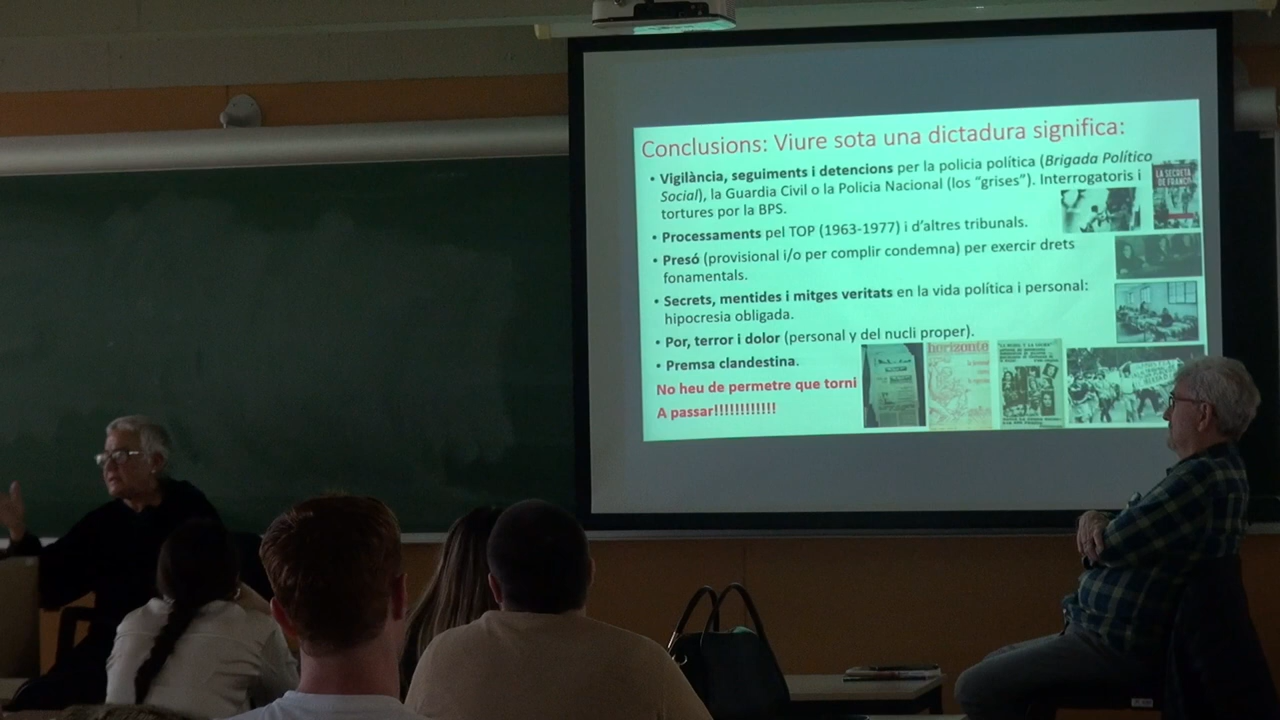 Conclusions: Viure sota una dictadura significa:
• Vigilància, seguiments i detencions per la policia política (Brigada Político
Social), la Guardia Civil o la Policia Nacional (los “grises”). Interrogatoris i
tortures por la BPS.
• Processaments pel TOP (1963-1977) i d’altres tribunals.
• Presó (provisional i/o per complir condemna) per exercir drets
fonamentals.
• Secrets, mentides i mitges veritats en la vida política i personal:
hipocresia obligada.
• Por, terror i dolor (personal y del nucli proper).
• Premsa clandestina.
No heu de permetre que torni
A passar!!!!!!!!!!!!
LA SECRETA
DE FRANCO
horizonte